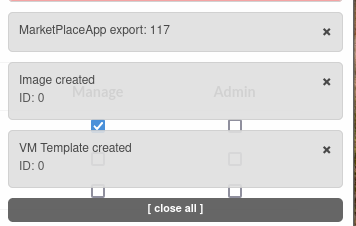 MarketPlaceApp export: 117
×
Image created
×
ID: 0
Manage Admin
VM Template created
×
ID: 0
[ close all ]